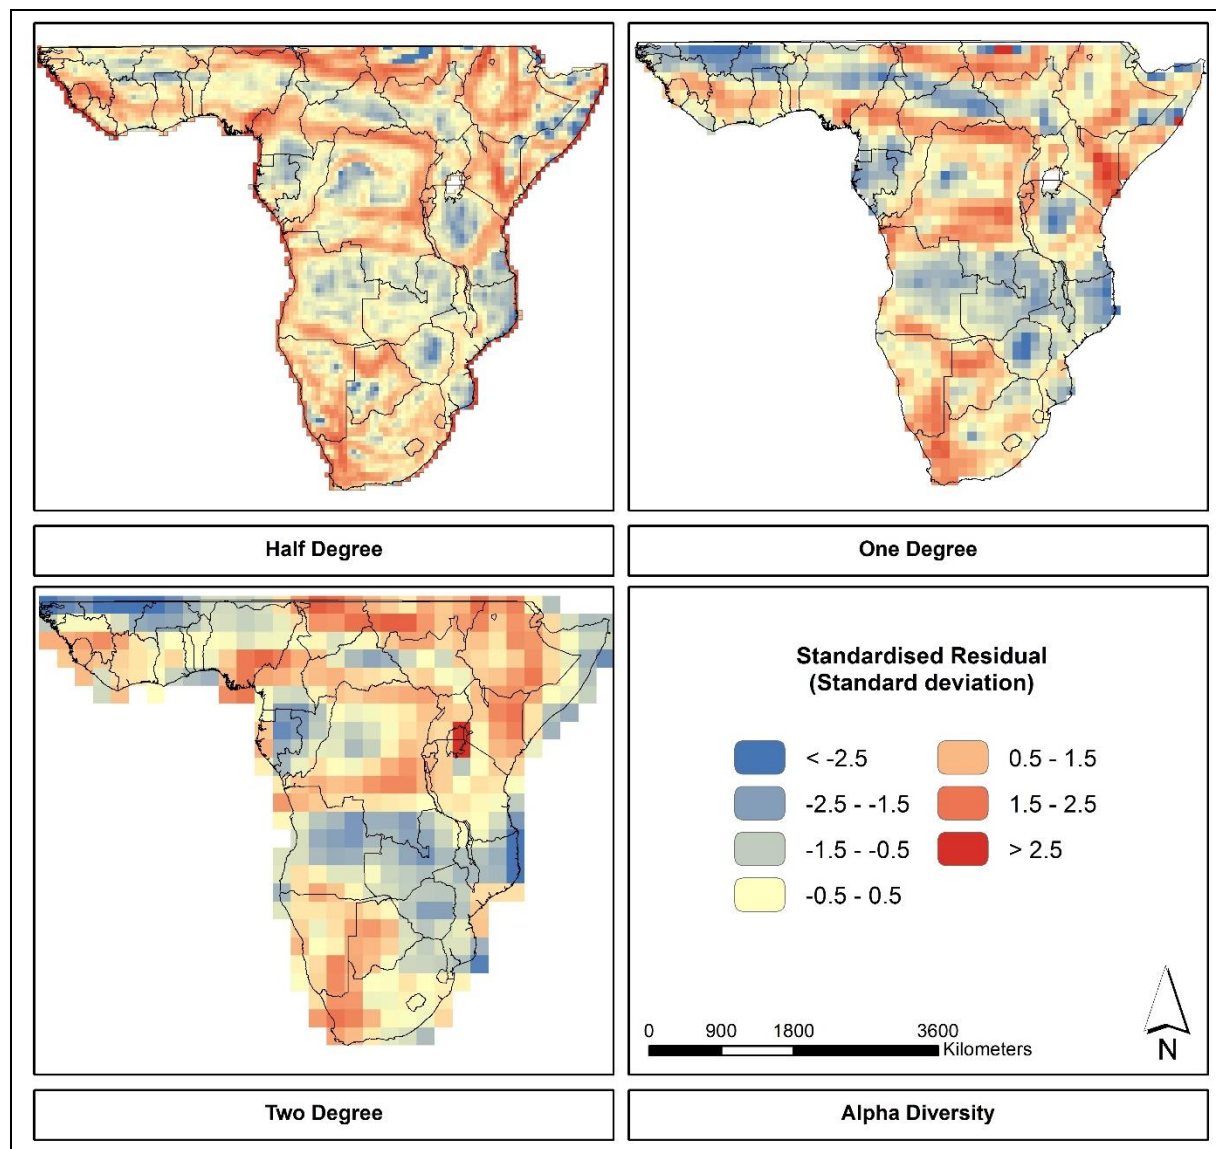 Half Degree
One Degree
Standardised Residual
(Standard deviation)
< -2.5
0.5 - 1.5
-2.5 - -1.5
1.5 - 2.5
-1.5 - -0.5
> 2.5
-0.5 - 0.5
0 900 1800 3600
Kilometers
N
Two Degree
Alpha Diversity